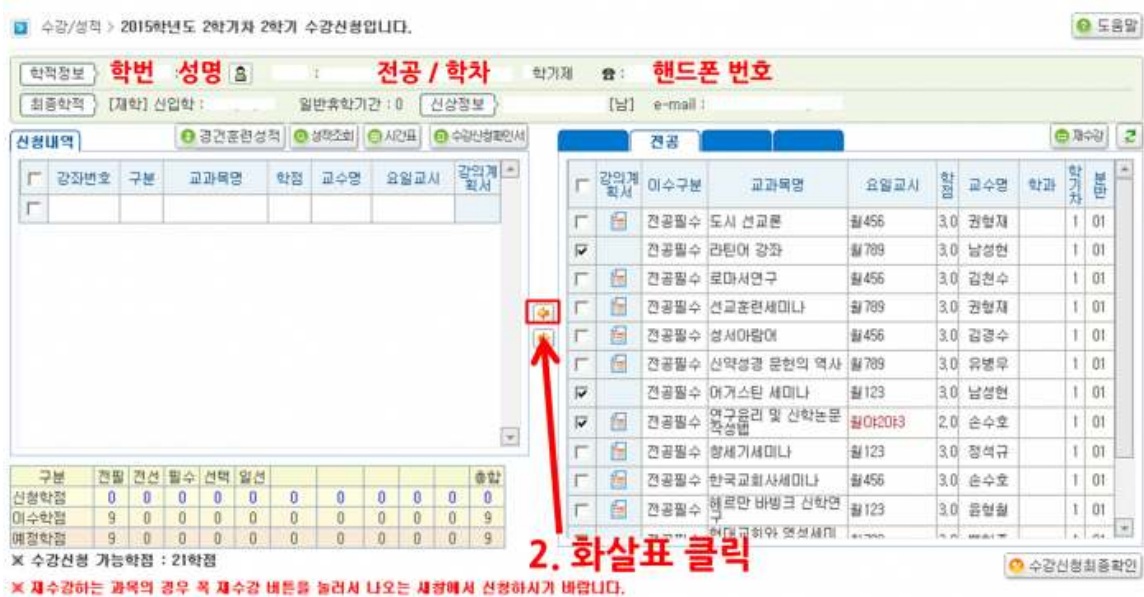 수강/성적 > 2015학년도 2학기차 2학기 수강신청입니다.
도움말
학적정보 학번 : 성명 : 전공 / 학차 학기제 ☎ : 핸드폰 번호
최종학적 [재학] 신입학 : 일반휴학기간 : 0 신상정보 [남] e-mail :
신청내역 경건훈련성적 성적조회 시간표 수강신청확인서
전공 재수강
강좌번호 구분 교과목명 학점 교수명 요일교시 강의계획서
강의계획서 이수구분 교과목명 요일교시 학점 교수명 학과 학기차 분반
전공필수 도시 선교론 월456 3,0 권형재 1 01
전공필수 라틴어 강좌 월789 3,0 남성현 1 01
전공필수 로마서연구 월456 3,0 김현수 1 01
전공필수 선교훈련세미나 월789 3,0 권형재 1 01
전공필수 성서아람어 월456 3,0 김경수 1 01
전공필수 신약성경 문헌의 역사 월789 3,0 유병우 1 01
전공필수 어거스틴 세미나 월123 3,0 남성현 1 01
전공필수 연구윤리 및 신학논문작성법 월야2야3 2,0 손수호 1 01
전공필수 창세기세미나 월123 3,0 정석규 1 01
전공필수 한국교회사세미나 월456 3,0 손수호 1 01
전공필수 헤르만 바빙크 신학연구 월123 3,0 윤형철 1 01
구분 전필 전선 필수 선택 일선 총합
신청학점 0 0 0 0 0 0 0 0 0 0 0
이수학점 9 0 0 0 0 0 0 0 0 0 9
예정학점 9 0 0 0 0 0 0 0 0 0 9
2. 화살표 클릭
※ 수강신청 가능학점 : 21학점
수강신청최종확인
※ 재수강하는 과목의 경우 꼭 재수강 버튼을 눌러서 나오는 새창에서 신청하시기 바랍니다.